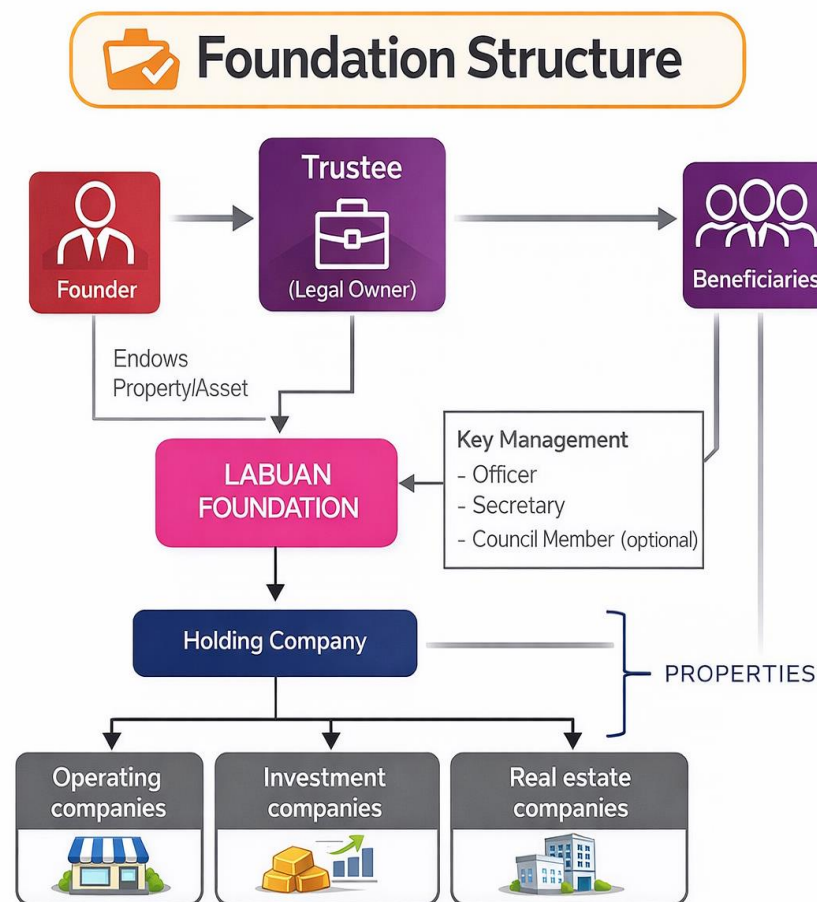 Foundation Structure
Trustee
(Legal Owner)
Founder
Beneficiaries
Endows
Property/Asset
LABUAN
FOUNDATION
Key Management
- Officer
- Secretary
- Council Member (optional)
Holding Company
PROPERTIES
Operating
companies
Investment
companies
Real estate
companies